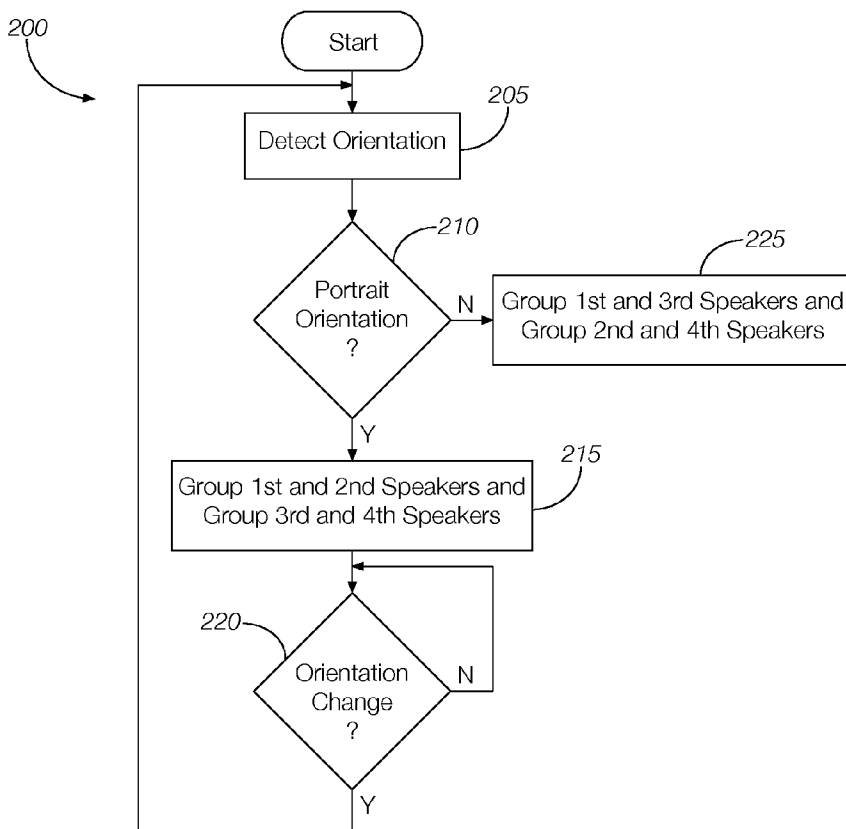 200
Start
205
Detect Orientation
210
225
Portrait
Orientation
?
N
Group 1st and 3rd Speakers and
Group 2nd and 4th Speakers
Y
215
Group 1st and 2nd Speakers and
Group 3rd and 4th Speakers
220
Orientation
Change
?
N
Y